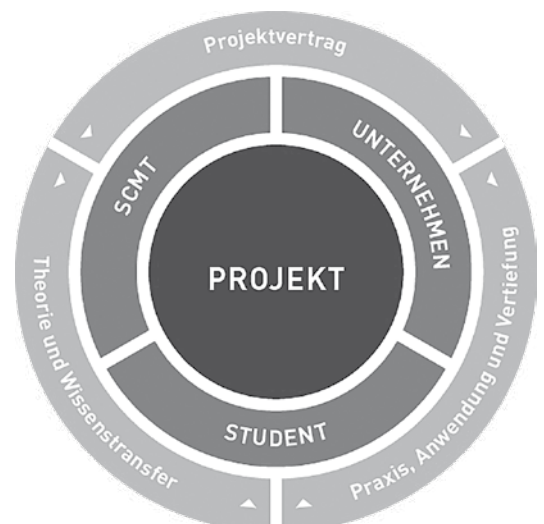 Projektvertrag
SCMT
UNTERNEHMEN
PROJEKT
STUDENT
Theorie und Wissenstransfer
Praxis, Anwendung und Vertiefung